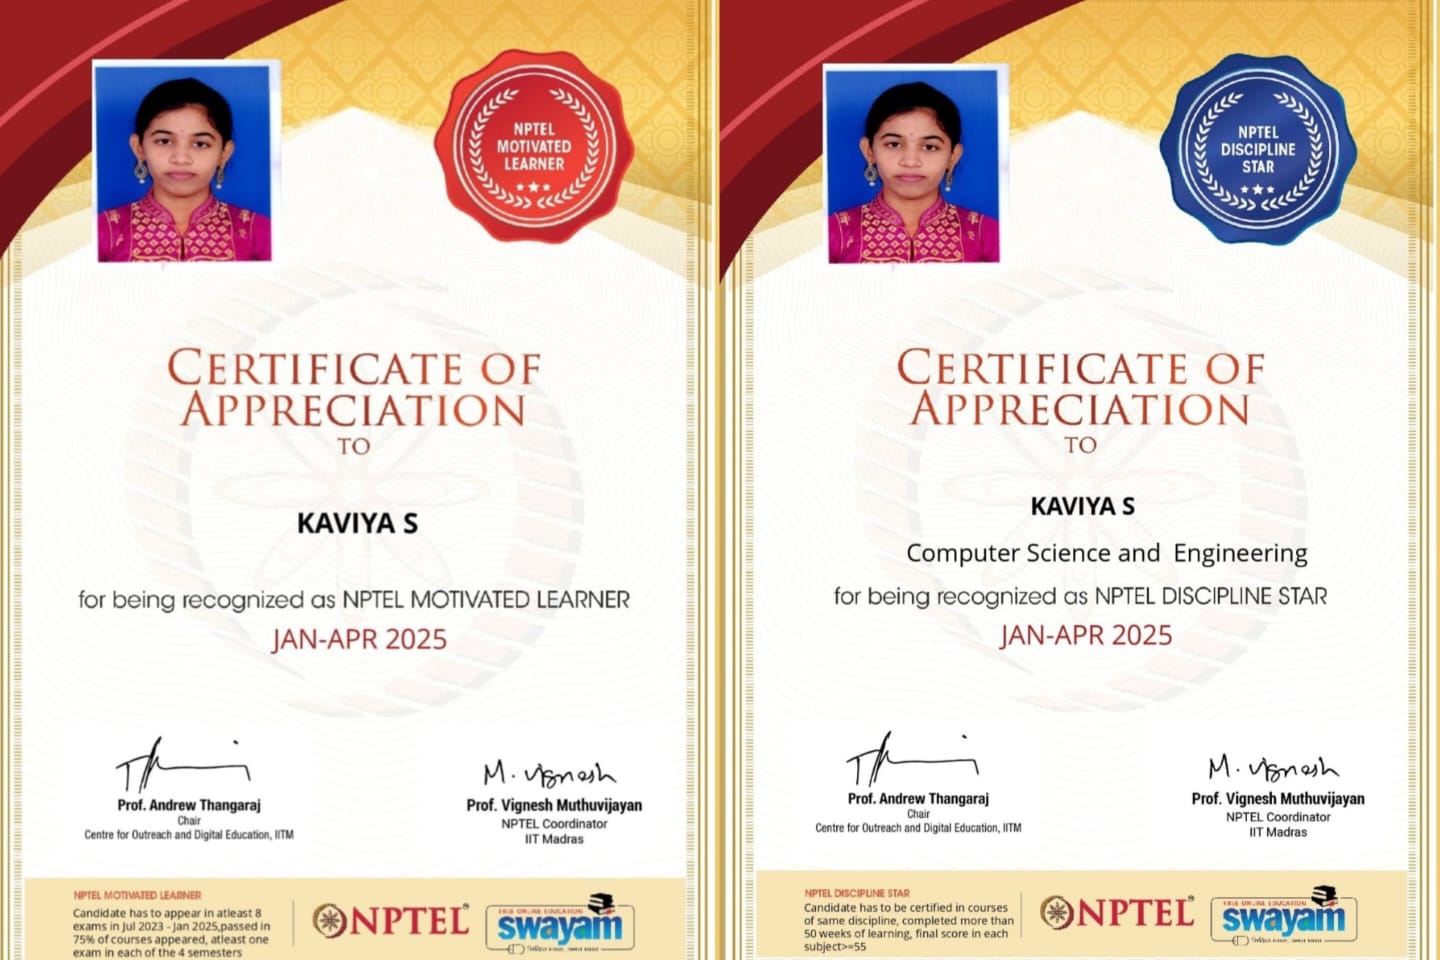 NPTEL
MOTIVATED
LEARNER
CERTIFICATE OF
APPRECIATION
TO
KAVIYA S
for being recognized as NPTEL MOTIVATED LEARNER
JAN-APR 2025
M. Vignesh
Prof. Andrew Thangaraj
Chair
Centre for Outreach and Digital Education, IITM
Prof. Vignesh Muthuvijayan
NPTEL Coordinator
IIT Madras
NPTEL MOTIVATED LEARNER
Candidate has to appear in atleast 8
exams in Jul 2023 - Jan 2025,passed in
75% of courses appeared, atleast one
exam in each of the 4 semesters
NPTEL
FREE ONLINE EDUCATION
swayam
NPTEL
DISCIPLINE
STAR
CERTIFICATE OF
APPRECIATION
TO
KAVIYA S
Computer Science and Engineering
for being recognized as NPTEL DISCIPLINE STAR
JAN-APR 2025
M. Vignesh
Prof. Andrew Thangaraj
Chair
Centre for Outreach and Digital Education, IITM
Prof. Vignesh Muthuvijayan
NPTEL Coordinator
IIT Madras
NPTEL DISCIPLINE STAR
Candidate has to be certified in courses
of same discipline, completed more than
50 weeks of learning, final score in each
subject>=55
NPTEL
FREE ONLINE EDUCATION
swayam